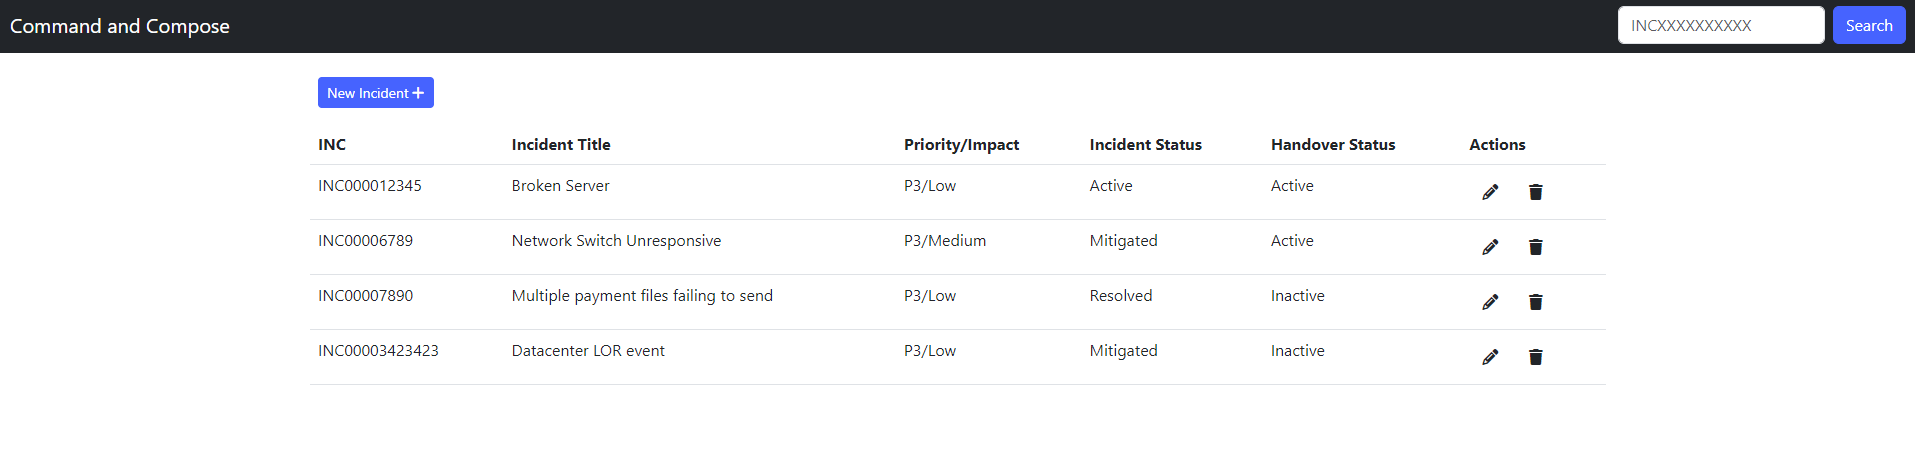 Command and Compose INCXXXXXXXXXX Search
New Incident +
INC Incident Title Priority/Impact Incident Status Handover Status Actions
INC000012345 Broken Server P3/Low Active Active
INC00006789 Network Switch Unresponsive P3/Medium Mitigated Active
INC00007890 Multiple payment files failing to send P3/Low Resolved Inactive
INC00003423423 Datacenter LOR event P3/Low Mitigated Inactive